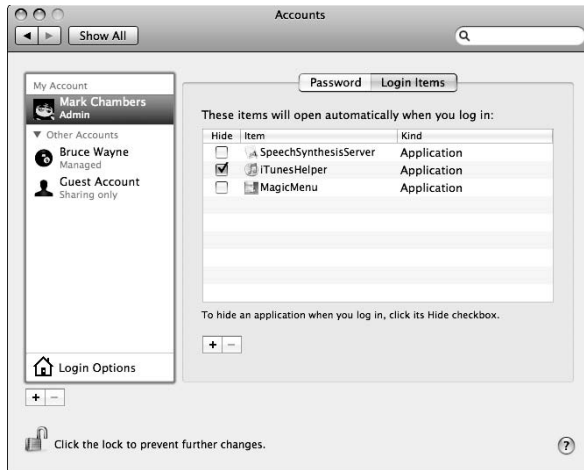 Accounts
Show All
My Account
Mark Chambers
Admin
Other Accounts
Bruce Wayne
Managed
Guest Account
Sharing only
Login Options
+ −
Password Login Items
These items will open automatically when you log in:
Hide Item Kind
SpeechSynthesisServer Application
iTunesHelper Application
MagicMenu Application
To hide an application when you log in, click its Hide checkbox.
+ −
Click the lock to prevent further changes.
?